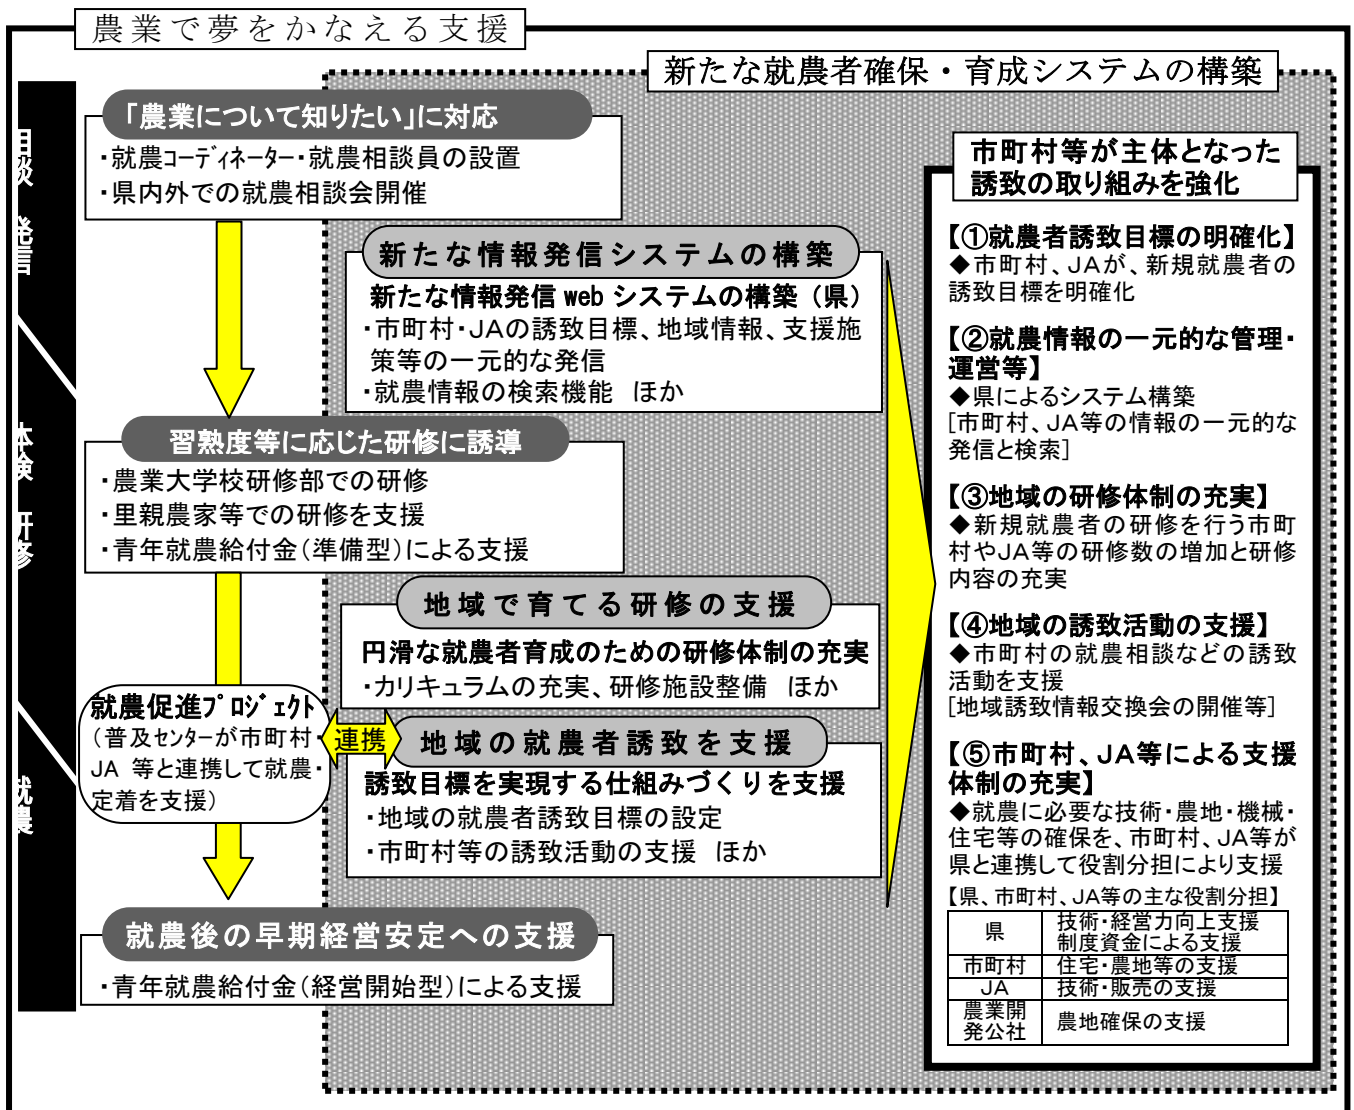 農業で夢をかなえる支援
新たな就農者確保・育成システムの構築
「農業について知りたい」に対応
・就農コーディネーター・就農相談員の設置
・県内外での就農相談会開催
新たな情報発信システムの構築
新たな情報発信 web システムの構築（県）
・市町村・JAの誘致目標、地域情報、支援施
策等の一元的な発信
・就農情報の検索機能 ほか
習熟度等に応じた研修に誘導
・農業大学校研修部での研修
・里親農家等での研修を支援
・青年就農給付金（準備型）による支援
地域で育てる研修の支援
円滑な就農者育成のための研修体制の充実
・カリキュラムの充実、研修施設整備 ほか
就農促進プロジェクト
（普及センターが市町村・
JA 等と連携して就農・
定着を支援）
連携
地域の就農者誘致を支援
誘致目標を実現する仕組みづくりを支援
・地域の就農者誘致目標の設定
・市町村等の誘致活動の支援 ほか
就農後の早期経営安定への支援
・青年就農給付金（経営開始型）による支援
市町村等が主体となった
誘致の取り組みを強化
【①就農者誘致目標の明確化】
◆市町村、JAが、新規就農者の
誘致目標を明確化
【②就農情報の一元的な管理・
運営等】
◆県によるシステム構築
[市町村、JA等の情報の一元的な
発信と検索]
【③地域の研修体制の充実】
◆新規就農者の研修を行う市町
村やJA等の研修数の増加と研修
内容の充実
【④地域の誘致活動の支援】
◆市町村の就農相談などの誘致
活動を支援
[地域誘致情報交換会の開催等]
【⑤市町村、JA等による支援
体制の充実】
◆就農に必要な技術・農地・機械・
住宅等の確保を、市町村、JA等が
県と連携して役割分担により支援
【県、市町村、JA等の主な役割分担】
県 技術・経営力向上支援
制度資金による支援
市町村 住宅・農地等の支援
JA 技術・販売の支援
農業開
発公社 農地確保の支援